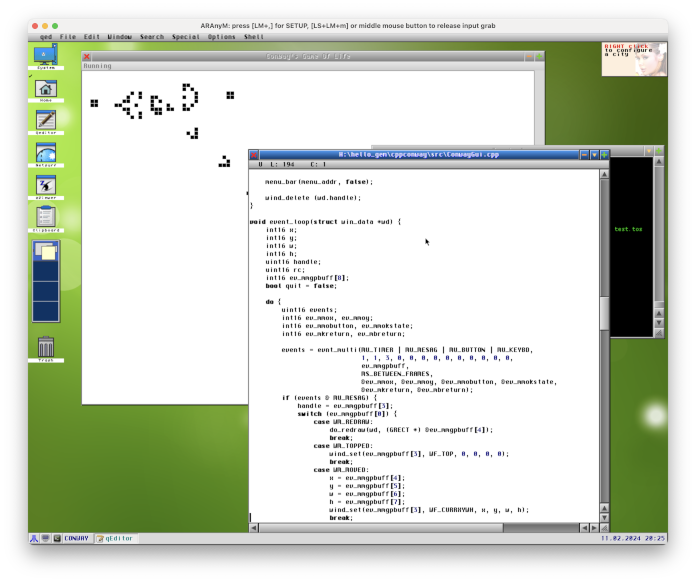 ARAnyM: press [LM+,] for SETUP, [LS+LM+m] or middle mouse button to release input grab
qed File Edit Window Search Special Options Shell
RIGHT click
to configure
a city
System
Home
Qeditor
Trash
Clipboard
Conway's Game Of Life
Running
H:\hello_gem\cppconway\src\ConwayGui.cpp
L: 194 C: 1
menu_bar(menu_addr, false);
wind_delete (wd.handle);
}
void event_loop(struct win_data *wd) {
int16 x;
int16 y;
int16 w;
int16 h;
uint16 handle;
uint16 rc;
int16 ev_mmgpbuff[8];
bool quit = false;
do {
uint16 events;
int16 ev_mmox, ev_mmoy;
int16 ev_mmobutton, ev_mmokstate;
int16 ev_mkreturn, ev_mbreturn;
events = evnt_multi(MU_TIMER | MU_MESAG | MU_BUTTON | MU_KEYBD,
1, 1, 3, 0, 0, 0, 0, 0, 0, 0, 0, 0, 0,
ev_mmgpbuff,
MS_BETWEEN_FRAMES,
&ev_mmox, &ev_mmoy, &ev_mmobutton, &ev_mmokstate,
&ev_mkreturn, &ev_mbreturn);
if (events & MU_MESAG) {
handle = ev_mmgpbuff[3];
switch (ev_mmgpbuff[0]) {
case WM_REDRAW:
do_redraw(wd, (GRECT *) &ev_mmgpbuff[4]);
break;
case WM_TOPPED:
wind_set(ev_mmgpbuff[3], WF_TOP, 0, 0, 0, 0);
break;
case WM_MOVED:
x = ev_mmgpbuff[4];
y = ev_mmgpbuff[5];
w = ev_mmgpbuff[6];
h = ev_mmgpbuff[7];
wind_set(ev_mmgpbuff[3], WF_CURRXYWH, x, y, w, h);
break;
test.tos
CONWAY
qEditor
11.02.2024 20:25